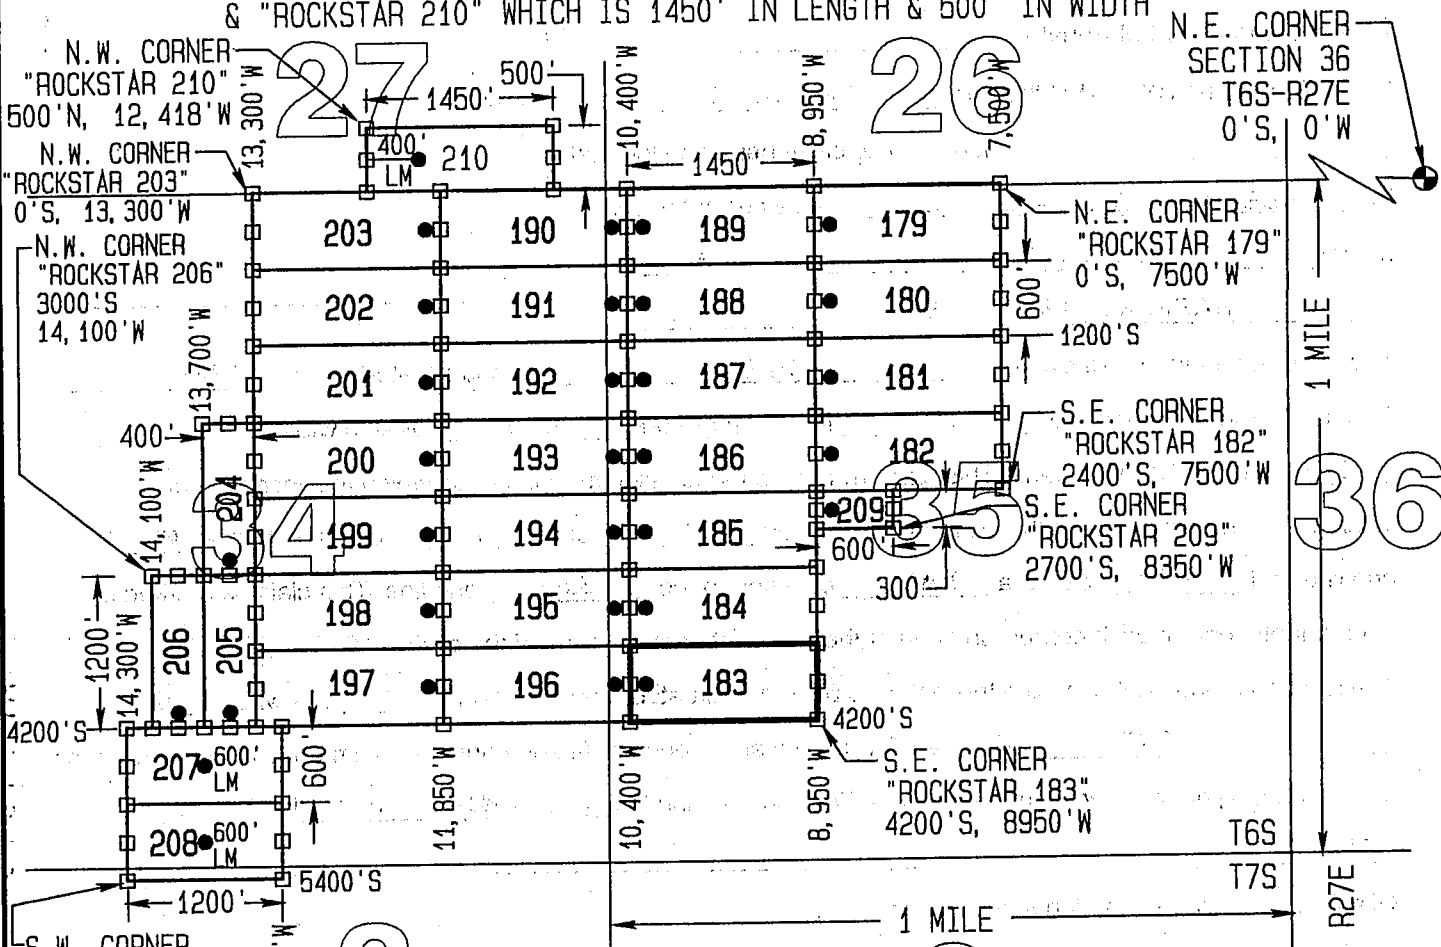 & "ROCKSTAR 210" WHICH IS 1450' IN LENGTH & 500' IN WIDTH
N.W. CORNER
"ROCKSTAR 210"
500'N, 12,418'W
N.W. CORNER
"ROCKSTAR 203"
0'S, 13,300'W
N.W. CORNER
"ROCKSTAR 206"
3000'S
14,100'W
N.E. CORNER
SECTION 36
T6S-R27E
0'S, 0'W
27
26
13,300'W.
1450'
500'
10,400'W.
8,950'W.
7,500'W
400'
LM
210
1450'
203
190
189
179
N.E. CORNER
"ROCKSTAR 179"
0'S, 7500'W
202
191
188
180
600'
1200'S
1 MILE
13,700'W.
201
192
187
181
400'
200
193
186
182
S.E. CORNER
"ROCKSTAR 182"
2400'S, 7500'W
14,100'W
204
34
35
36
209
199
194
185
600'
300'
S.E. CORNER
"ROCKSTAR 209"
2700'S, 8350'W
1200'
14,300'W.
206
205
198
195
184
197
196
183
4200'S
4200'S
207
600'
LM
600'
208
600'
LM
11,850'W.
10,400'W.
8,950'W.
S.E. CORNER
"ROCKSTAR 183"
4200'S, 8950'W
T6S
T7S
R27E
5400'S
1200'
1 MILE
S.W. CORNER